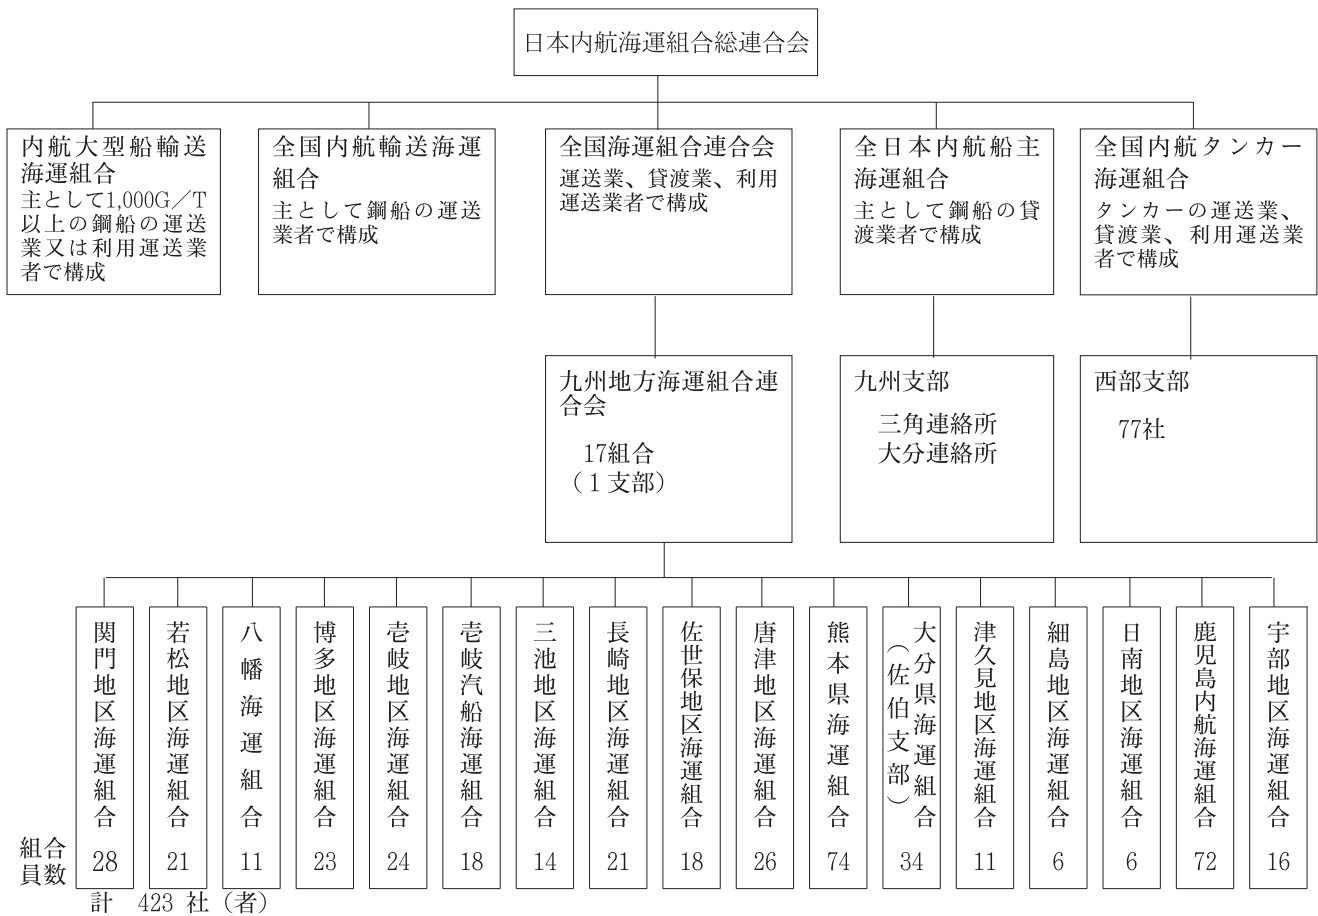 日本内航海運組合総連合会
内航大型船輸送
海運組合
主として1,000G／T
以上の鋼船の運送
業又は利用運送業
者で構成
全国内航輸送海運
組合
主として鋼船の運送
業者で構成
全国海運組合連合会
運送業、貸渡業、利用
運送業者で構成
全日本内航船主
海運組合
主として鋼船の貸
渡業者で構成
全国内航タンカー
海運組合
タンカーの運送業、
貸渡業、利用運送業
者で構成
九州地方海運組合連
合会
17組合
（１支部）
九州支部
三角連絡所
大分連絡所
西部支部
77社
関門地区海運組合
若松地区海運組合
八幡海運組合
博多地区海運組合
壱岐地区海運組合
壱岐汽船海運組合
三池地区海運組合
長崎地区海運組合
佐世保地区海運組合
唐津地区海運組合
熊本県海運組合
大分県海運組合
（佐伯支部）
津久見地区海運組合
細島地区海運組合
日南地区海運組合
鹿児島内航海運組合
宇部地区海運組合
組合
員数
28 21 11 23 24 18 14 21 18 26 74 34 11 6 6 72 16
計 423 社（者）